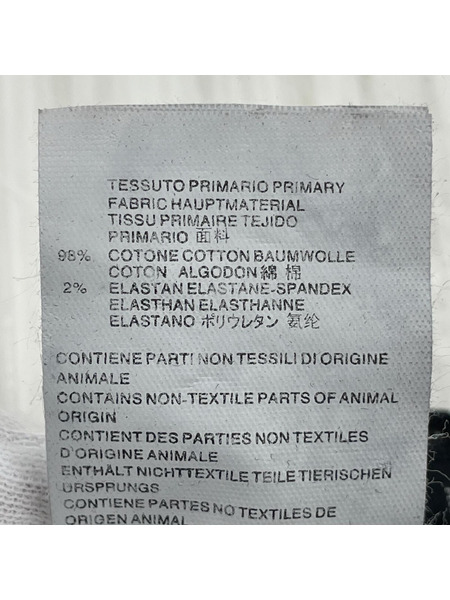 TESSUTO PRIMARIO PRIMARY
FABRIC HAUPTMATERIAL
TISSU PRIMAIRE TEJIDO
PRIMARIO 面料
98% COTONE COTTON BAUMWOLLE
COTON ALGODON 綿 棉
2% ELASTAN ELASTANE-SPANDEX
ELASTHAN ELASTHANNE
ELASTANO ポリウレタン 氨纶
CONTIENE PARTI NON TESSILI DI ORIGINE
ANIMALE
CONTAINS NON-TEXTILE PARTS OF ANIMAL
ORIGIN
CONTIENT DES PARTIES NON TEXTILES
D'ORIGINE ANIMALE
ENTHÄLT NICHTTEXTILE TEILE TIERISCHEN
URSPRUNGS
CONTIENE PARTES NO TEXTILES DE
ORIGEN ANIMAL